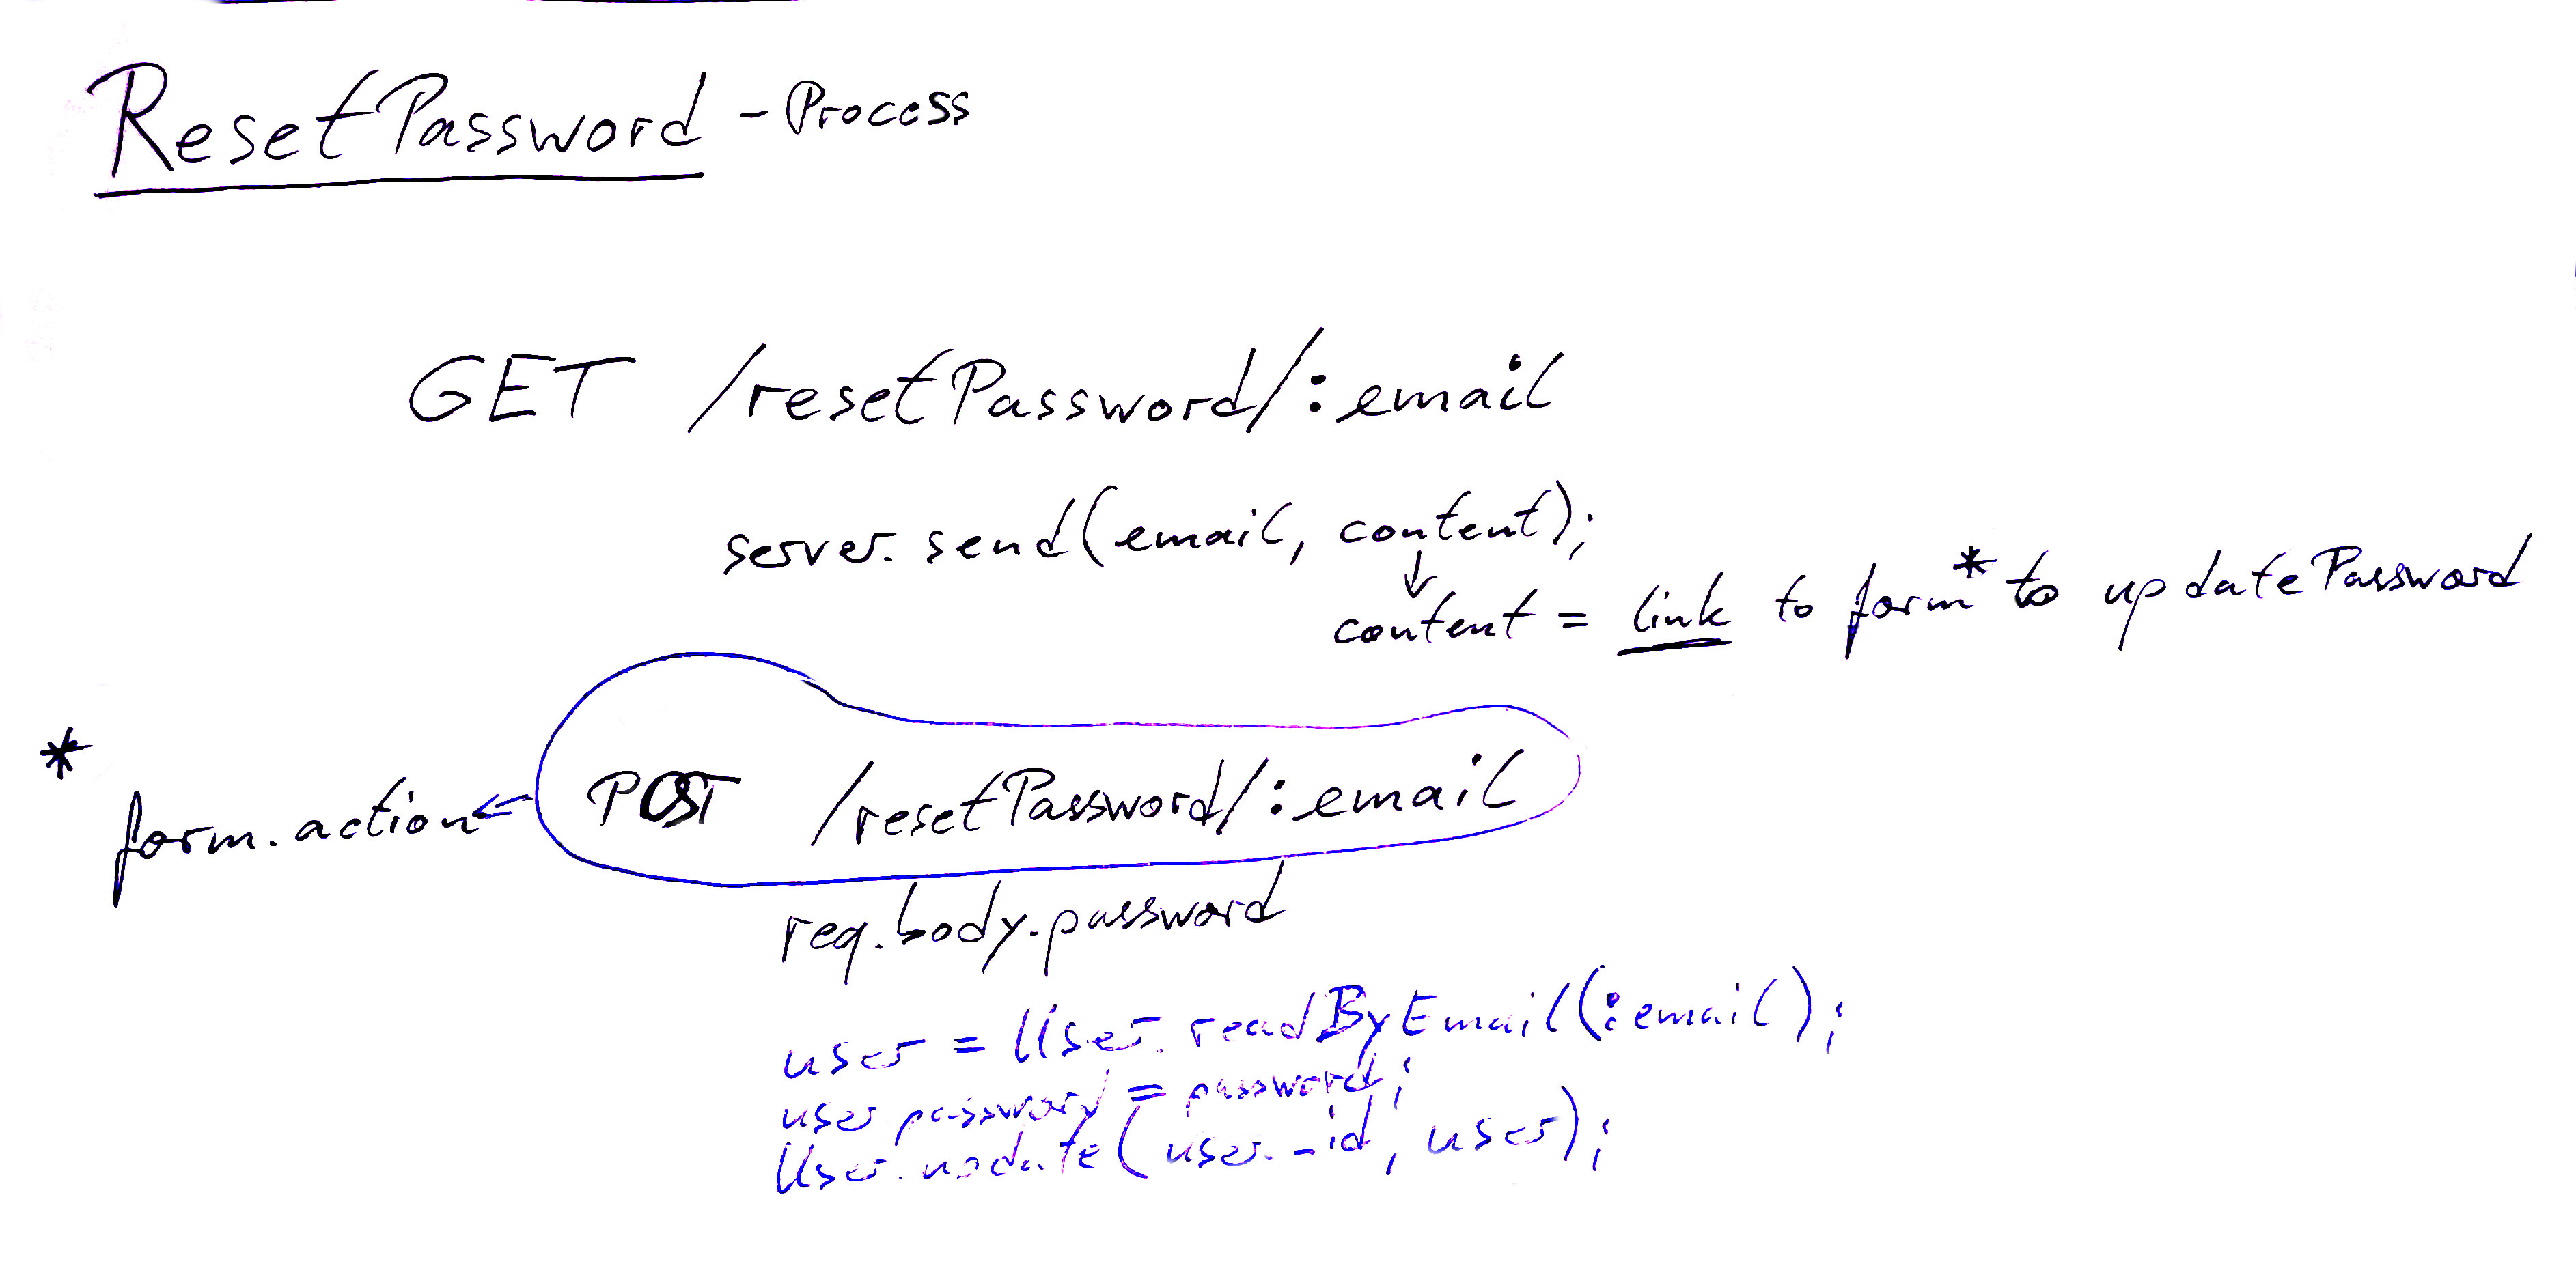 ResetPassword - Process
GET /resetPassword/:email
server.send(email, content);
content = link to form* to updatePassword
*
form.action
POST /resetPassword/:email
req.body.password
user = User.readByEmail(:email);
user.password = password;
User.update(user._id, user);